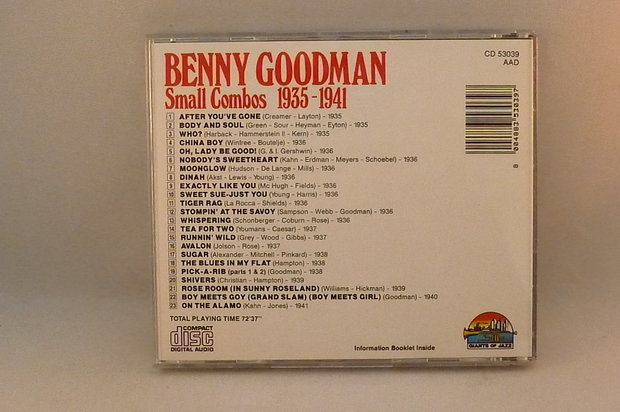 BENNY GOODMAN
Small Combos 1935-1941
CD 53039
AAD
1 AFTER YOU'VE GONE (Creamer - Layton) - 1935
2 BODY AND SOUL (Green - Sour - Heyman - Eyton) - 1935
3 WHO? (Harback - Hammerstein II - Kern) - 1935
4 CHINA BOY (Winfree - Boutelje) - 1936
5 OH, LADY BE GOOD! (G. & I. Gershwin) - 1936
6 NOBODY'S SWEETHEART (Kahn - Erdman - Meyers - Schoebel) - 1936
7 MOONGLOW (Hudson - De Lange - Mills) - 1936
8 DINAH (Akst - Lewis - Young) - 1936
9 EXACTLY LIKE YOU (Mc Hugh - Fields) - 1936
10 SWEET SUE-JUST YOU (Young - Harris) - 1936
11 TIGER RAG (La Rocca - Shields) - 1936
12 STOMPIN' AT THE SAVOY (Sampson - Webb - Goodman) - 1936
13 WHISPERING (Schonberger - Coburn - Rose) - 1936
14 TEA FOR TWO (Youmans - Caesar) - 1937
15 RUNNIN' WILD (Grey - Wood - Gibbs) - 1937
16 AVALON (Jolson - Rose) - 1937
17 SUGAR (Alexander - Mitchell - Pinkard) - 1938
18 THE BLUES IN MY FLAT (Hampton) - 1938
19 PICK-A-RIB (parts 1 & 2) (Goodman) - 1938
20 SHIVERS (Christian - Hampton) - 1939
21 ROSE ROOM (IN SUNNY ROSELAND) (Williams - Hickman) - 1939
22 BOY MEETS GOY (GRAND SLAM) (BOY MEETS GIRL) (Goodman) - 1940
23 ON THE ALAMO (Kahn - Jones) - 1941
TOTAL PLAYING TIME 72'37"
COMPACT
disc
DIGITAL AUDIO
Information Booklet Inside
GIANTS OF JAZZ
8 004883 530397